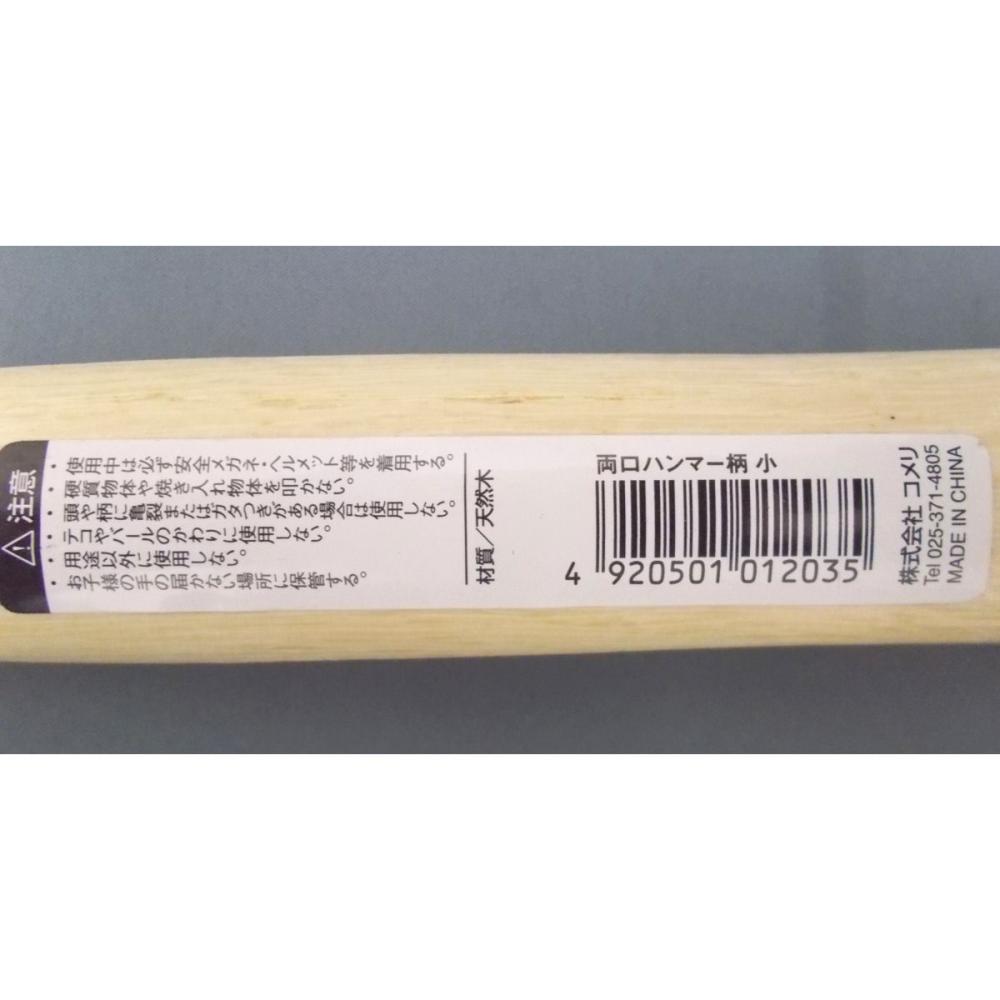 注意
・使用中は必ず安全メガネ・ヘルメット等を着用する。
・硬質物体や焼き入れ物体を叩かない。
・頭や柄に亀裂またはガタつきがある場合は使用しない。
・テコやバールのかわりに使用しない。
・用途以外に使用しない。
・お子様の手の届かない場所に保管する。
材質／天然木
両口ハンマー柄 小
4 920501 012035
株式会社 コメリ
Tel 025-371-4805
MADE IN CHINA